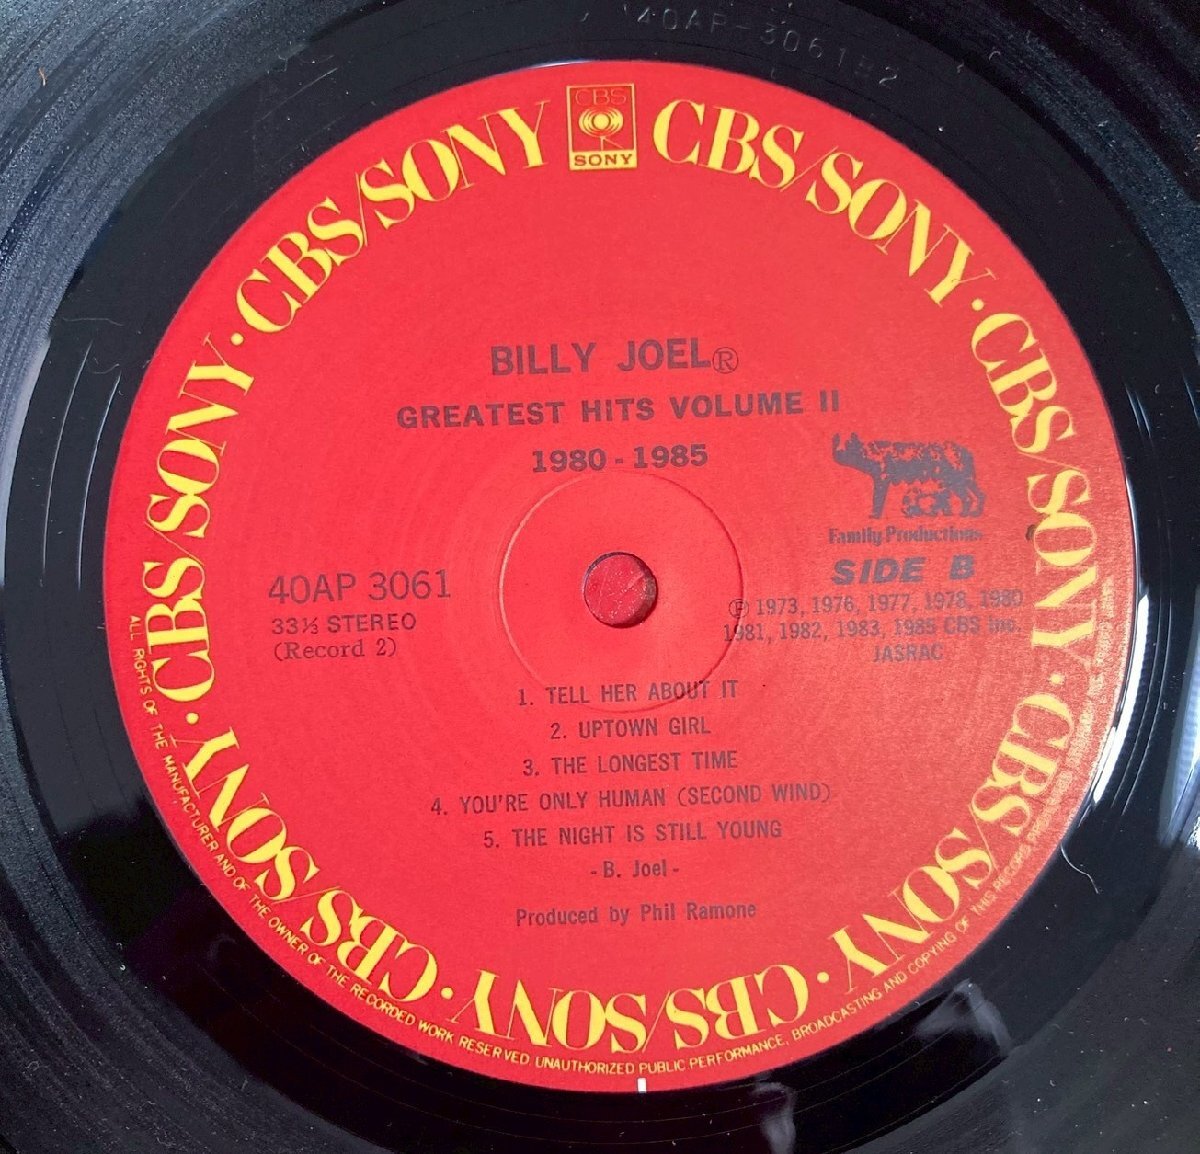 40AP-3061B2
CBS
SONY
CBS/SONY · CBS/SONY · CBS/SONY · CBS/SONY · CBS/SONY · CBS/SONY · CBS/SONY · CBS/SONY
BILLY JOEL®
GREATEST HITS VOLUME II
1980 - 1985
Family Productions
SIDE B
40AP 3061
33⅓ STEREO
(Record 2)
℗ 1973, 1976, 1977, 1978, 1980
1981, 1982, 1983, 1985 CBS Inc.
JASRAC
1. TELL HER ABOUT IT
2. UPTOWN GIRL
3. THE LONGEST TIME
4. YOU'RE ONLY HUMAN (SECOND WIND)
5. THE NIGHT IS STILL YOUNG
- B. Joel -
Produced by Phil Ramone
ALL RIGHTS OF THE MANUFACTURER AND OF THE OWNER OF THE RECORDED WORK RESERVED. UNAUTHORIZED PUBLIC PERFORMANCE, BROADCASTING AND COPYING OF THIS RECORD